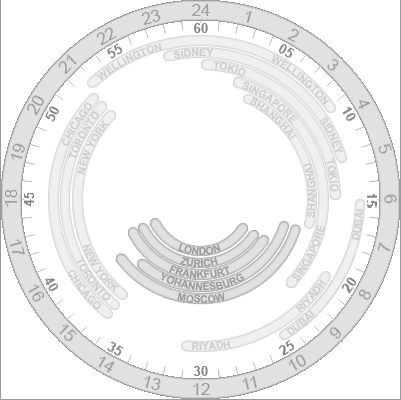 24
1
2
3
4
5
6
7
8
9
10
11
12
13
14
15
16
17
18
19
20
21
22
23
60
05
10
15
20
25
30
35
40
45
50
55
WELLINGTON WELLINGTON
SIDNEY SIDNEY
TOKIO TOKIO
SINGAPORE SINGAPORE
SHANGHAI SHANGHAI
CHICAGO CHICAGO
TORONTO TORONTO
NEW YORK NEW YORK
DUBAI DUBAI
RIYADH RIYADH
LONDON
ZURICH
FRANKFURT
YOHANNESBURG
MOSCOW